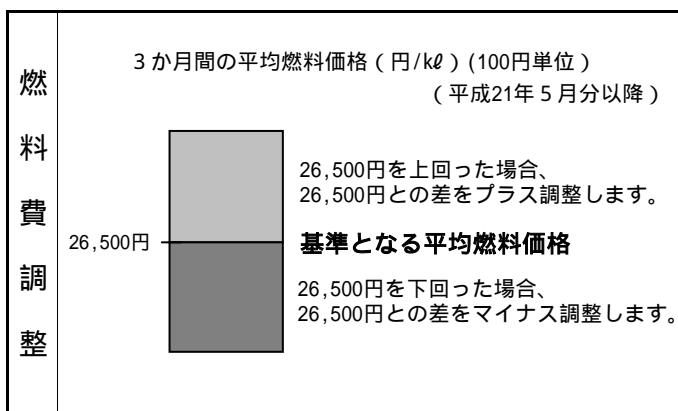 燃料費調整
3か月間の平均燃料価格(円/kℓ)(100円単位)
(平成21年5月分以降)
26,500円を上回った場合、
26,500円との差をプラス調整します。
26,500円
基準となる平均燃料価格
26,500円を下回った場合、
26,500円との差をマイナス調整します。